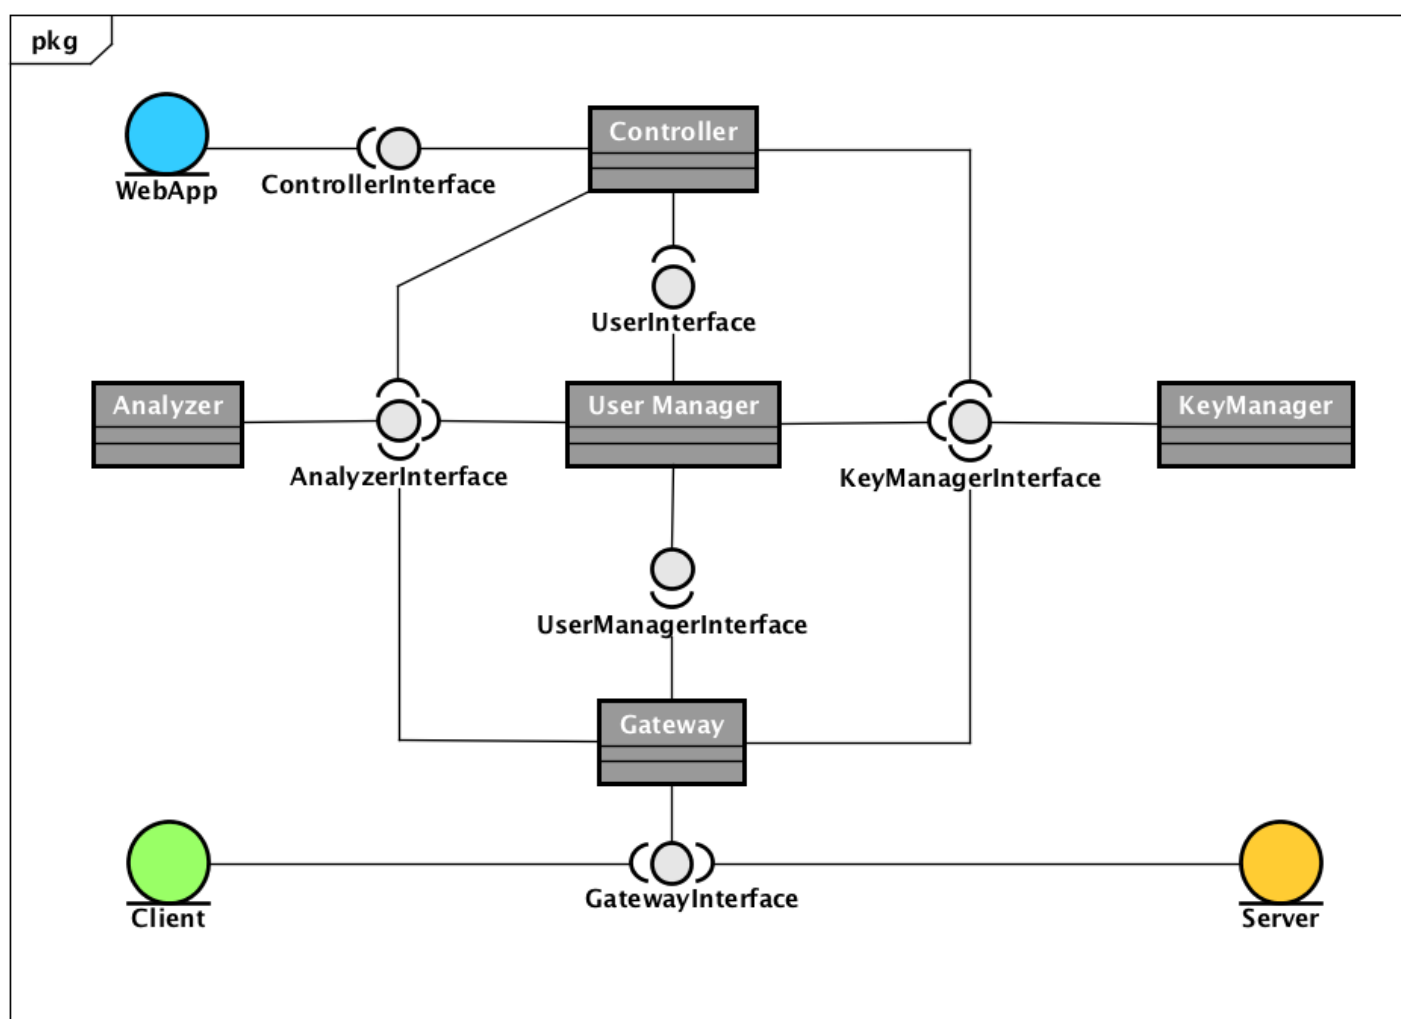 pkg
Controller
WebApp
ControllerInterface
UserInterface
Analyzer
User Manager
KeyManager
AnalyzerInterface
KeyManagerInterface
UserManagerInterface
Gateway
Client
GatewayInterface
Server